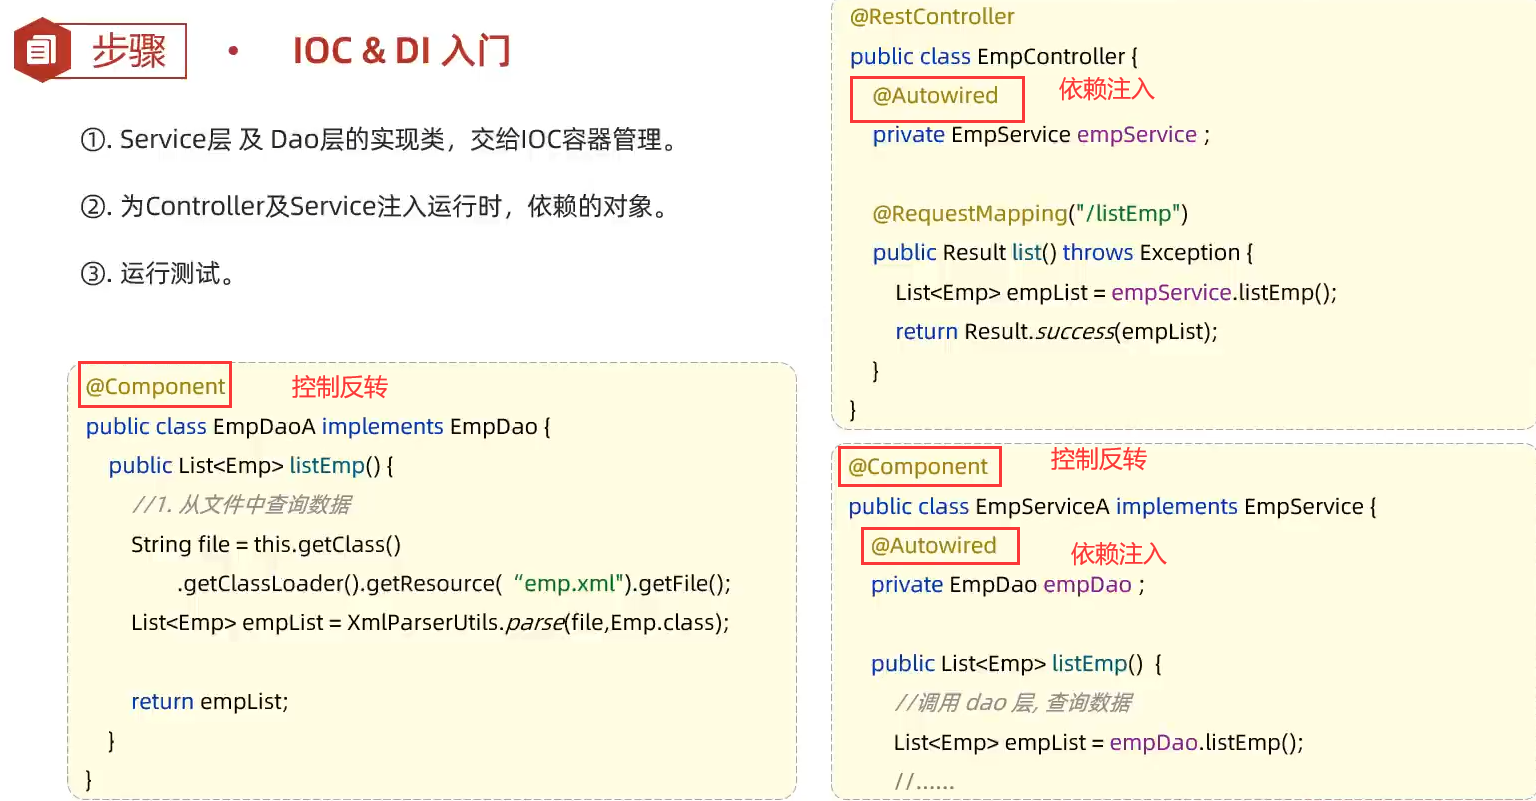 步骤 • IOC & DI 入门
①. Service层 及 Dao层的实现类，交给IOC容器管理。
②. 为Controller及Service注入运行时，依赖的对象。
③. 运行测试。
@Component 控制反转
public class EmpDaoA implements EmpDao {
public List<Emp> listEmp() {
//1. 从文件中查询数据
String file = this.getClass()
.getClassLoader().getResource( “emp.xml").getFile();
List<Emp> empList = XmlParserUtils.parse(file,Emp.class);
return empList;
}
}
@RestController
public class EmpController {
@Autowired 依赖注入
private EmpService empService ;
@RequestMapping("/listEmp")
public Result list() throws Exception {
List<Emp> empList = empService.listEmp();
return Result.success(empList);
}
}
@Component 控制反转
public class EmpServiceA implements EmpService {
@Autowired 依赖注入
private EmpDao empDao ;
public List<Emp> listEmp() {
//调用 dao 层, 查询数据
List<Emp> empList = empDao.listEmp();
//......